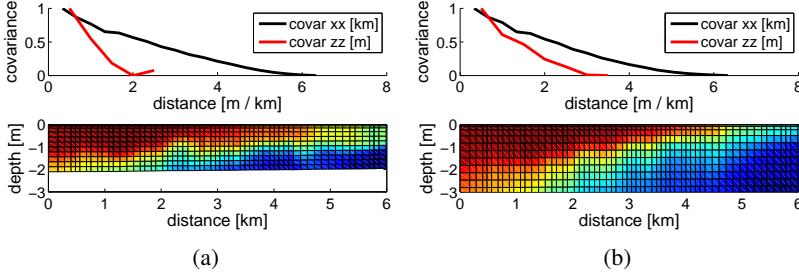 1
0.5
0
covariance
covar xx [km]
covar zz [m]
0 2 4 6 8
distance [m / km]
0
−1
−2
−3
depth [m]
0 1 2 3 4 5 6
distance [km]
(a)
1
0.5
0
covariance
covar xx [km]
covar zz [m]
0 2 4 6 8
distance [m / km]
0
−1
−2
−3
depth [m]
0 1 2 3 4 5 6
distance [km]
(b)